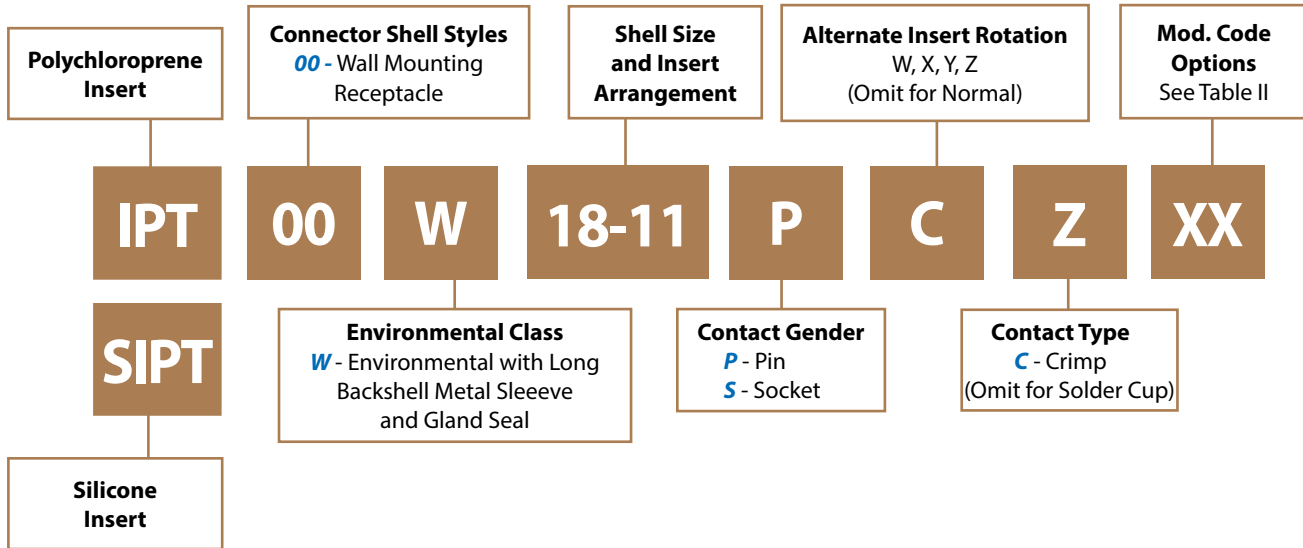 Polychloroprene
Insert
Connector Shell Styles
00 - Wall Mounting
Receptacle
Shell Size
and Insert
Arrangement
Alternate Insert Rotation
W, X, Y, Z
(Omit for Normal)
Mod. Code
Options
See Table II
IPT
00
W
18-11
P
C
Z
XX
SIPT
Environmental Class
W - Environmental with Long
Backshell Metal Sleeeve
and Gland Seal
Contact Gender
P - Pin
S - Socket
Contact Type
C - Crimp
(Omit for Solder Cup)
Silicone
Insert